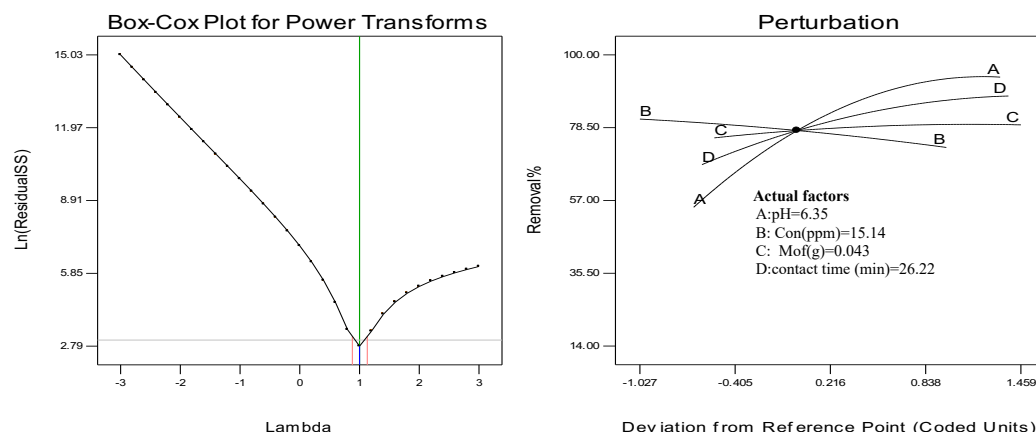 Box-Cox Plot for Power Transforms
15.03
11.97
8.91
5.85
2.79
Ln(ResidualSS)
-3
-2
-1
0
1
2
3
Lambda
Perturbation
100.00
78.50
57.00
35.50
14.00
Removal%
A
D
B
C
C
B
D
A
Actual factors
A:pH=6.35
B: Con(ppm)=15.14
C: Mof(g)=0.043
D:contact time (min)=26.22
-1.027
-0.405
0.216
0.838
1.459
Deviation from Reference Point (Coded Units)